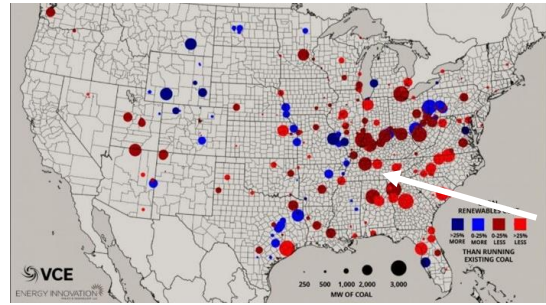 RENEWABLES
>25% 0-25% 0-25% >25%
MORE MORE LESS LESS
THAN RUNNING
EXISTING COAL
VCE
ENERGY INNOVATION
250 500 1,000 2,000 3,000
MW OF COAL